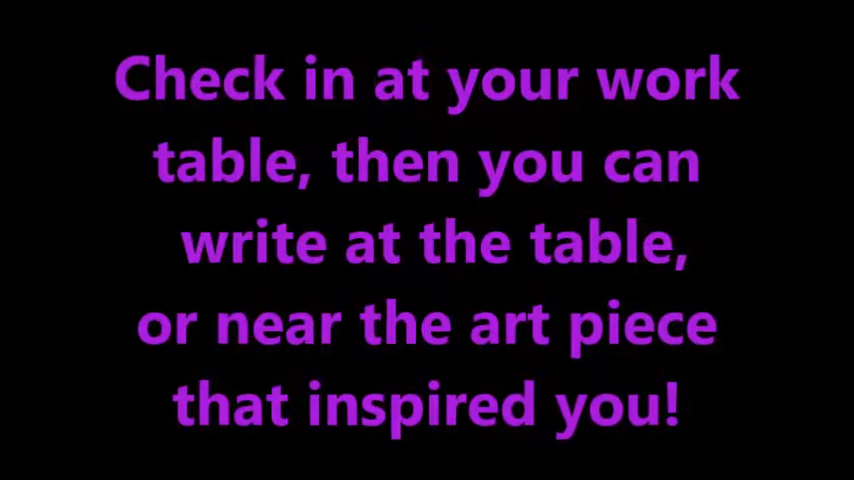 Check in at your work
table, then you can
write at the table,
or near the art piece
that inspired you!